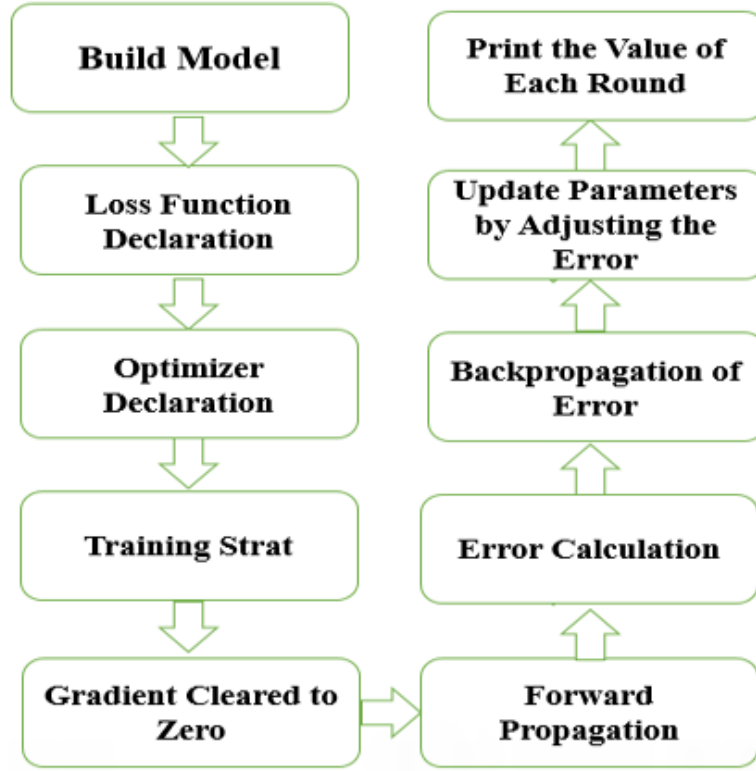 Build Model
Loss Function
Declaration
Optimizer
Declaration
Training Strat
Gradient Cleared to
Zero
Forward
Propagation
Error Calculation
Backpropagation of
Error
Update Parameters
by Adjusting the
Error
Print the Value of
Each Round